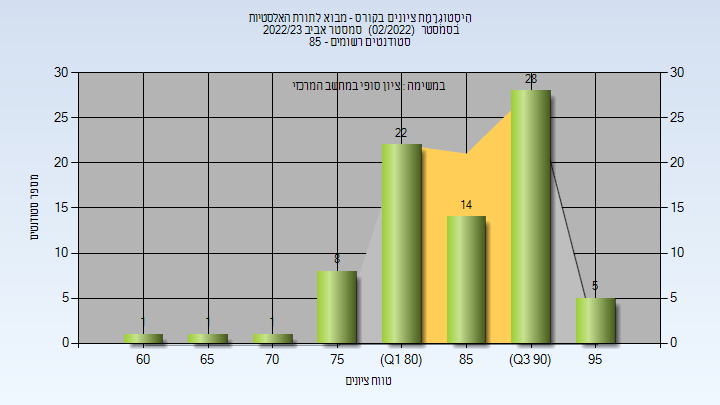 היסטוגרמת ציונים בקורס - מבוא לתורת האלסטיות
בסמסטר (02/2022) סמסטר אביב 2022/23
סטודנטים רשומים - 85
במשימה : ציון סופי במחשב המרכזי
30 30
25 25
20 20
15 15
10 10
5 5
0 0
1 1 1 8 22 14 28 5
60 65 70 75 (Q1 80) 85 (Q3 90) 95
מספר סטודנטים
טווח ציונים